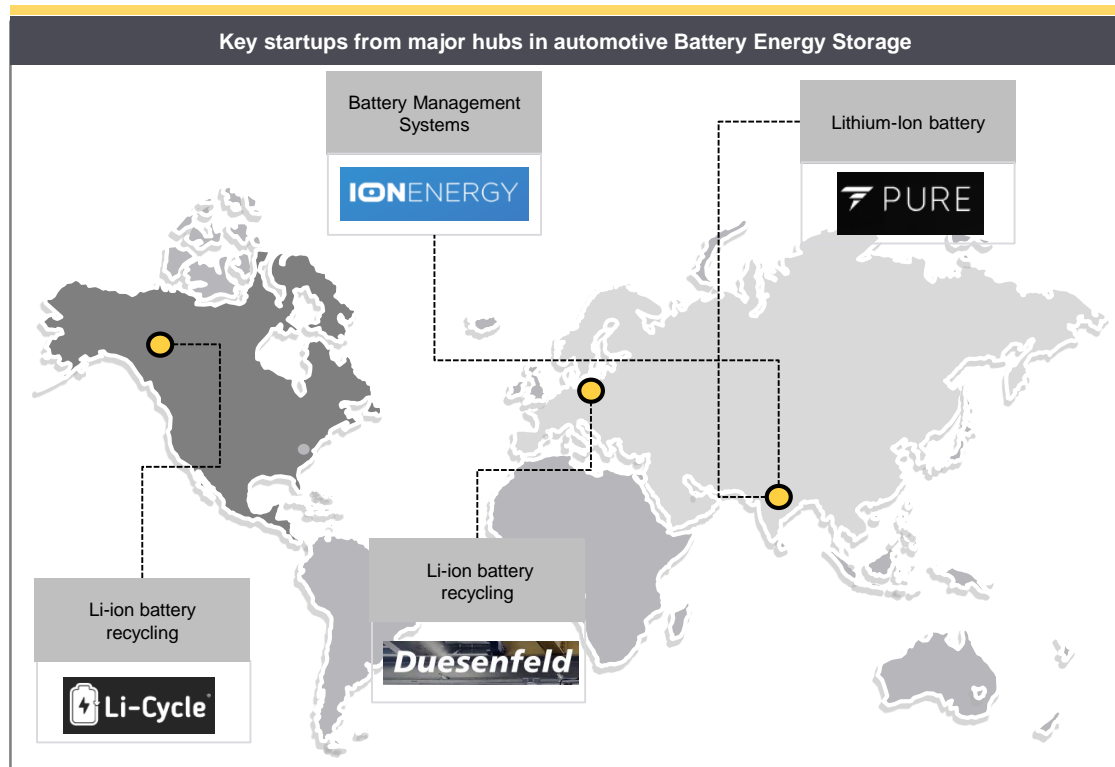 Key startups from major hubs in automotive Battery Energy Storage
Battery Management
Systems
IONENERGY
Lithium-Ion battery
PURE
Li-ion battery
recycling
Duesenfeld
Li-ion battery
recycling
Li-Cycle